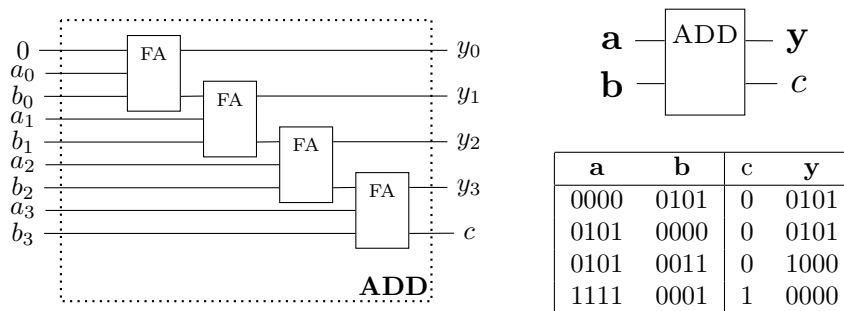 0 FA y₀
a₀
b₀ FA y₁
a₁
b₁ FA y₂
a₂
b₂ FA y₃
a₃
b₃ c
ADD
a ADD y
b c
a b c y
0000 0101 0 0101
0101 0000 0 0101
0101 0011 0 1000
1111 0001 1 0000